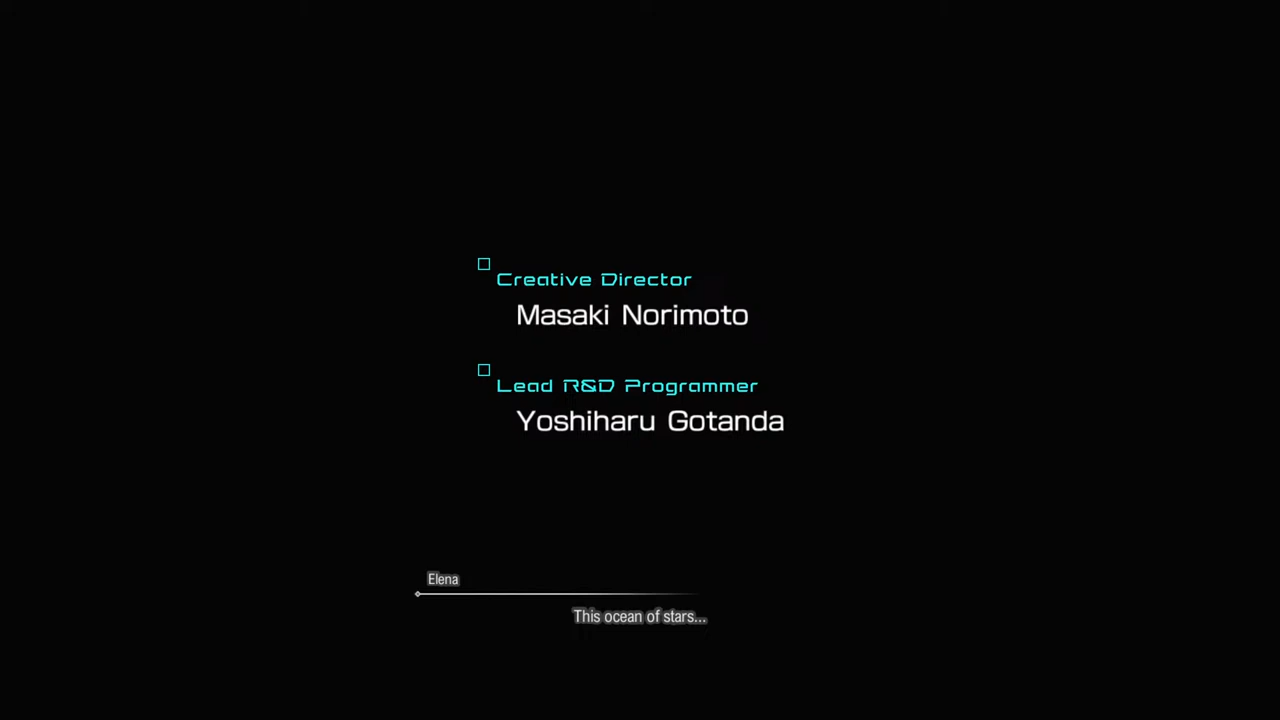 Creative Director
Masaki Norimoto
Lead R&D Programmer
Yoshiharu Gotanda
Elena
This ocean of stars...